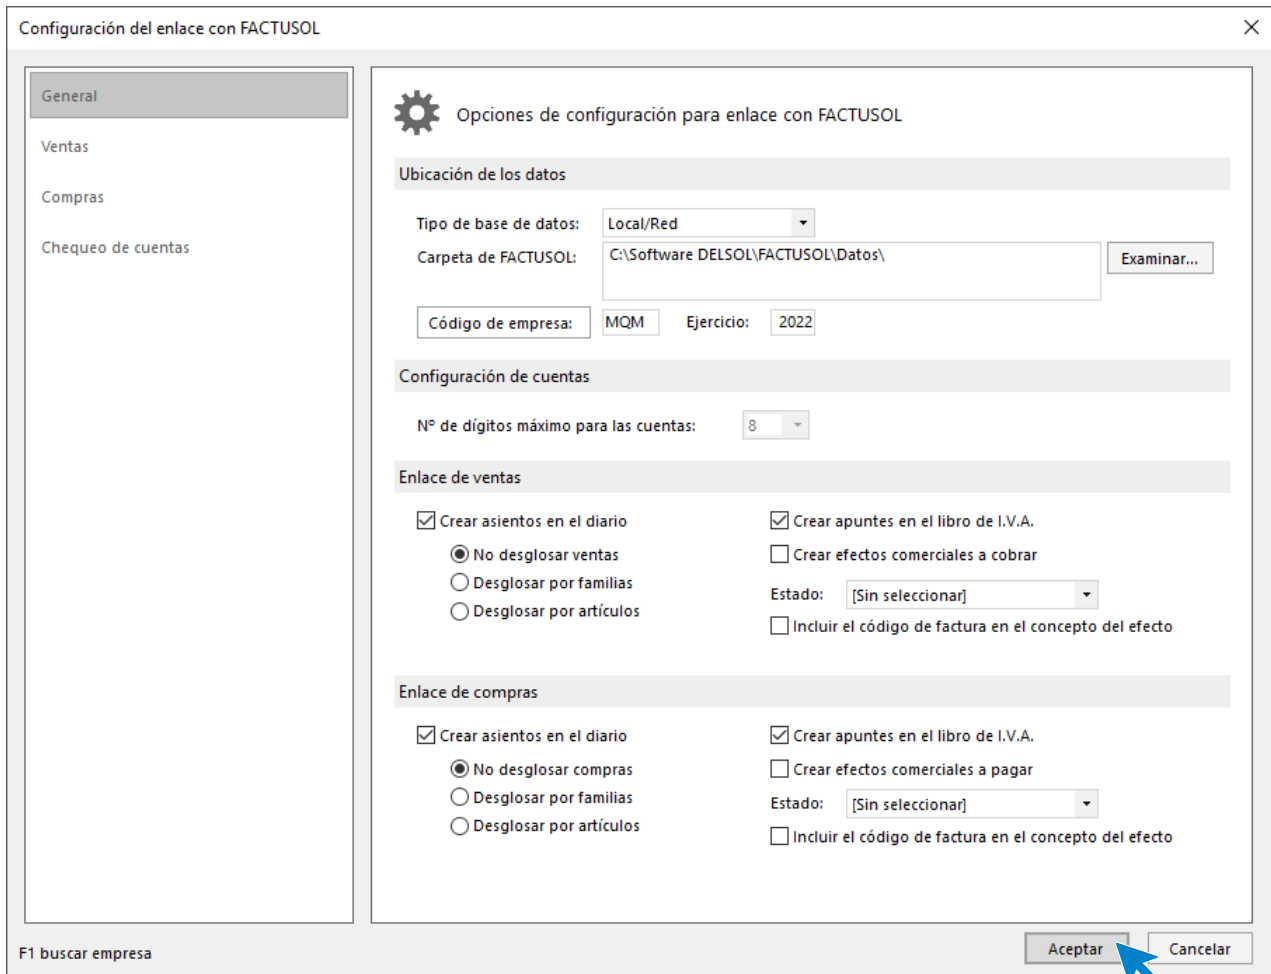 Configuración del enlace con FACTUSOL
General
Ventas
Compras
Chequeo de cuentas
Opciones de configuración para enlace con FACTUSOL
Ubicación de los datos
Tipo de base de datos: Local/Red
Carpeta de FACTUSOL: C:\Software DELSOL\FACTUSOL\Datos\ Examinar...
Código de empresa: MQM Ejercicio: 2022
Configuración de cuentas
Nº de dígitos máximo para las cuentas: 8
Enlace de ventas
Crear asientos en el diario Crear apuntes en el libro de I.V.A.
No desglosar ventas Crear efectos comerciales a cobrar
Desglosar por familias Estado: [Sin seleccionar]
Desglosar por artículos Incluir el código de factura en el concepto del efecto
Enlace de compras
Crear asientos en el diario Crear apuntes en el libro de I.V.A.
No desglosar compras Crear efectos comerciales a pagar
Desglosar por familias Estado: [Sin seleccionar]
Desglosar por artículos Incluir el código de factura en el concepto del efecto
F1 buscar empresa Aceptar Cancelar